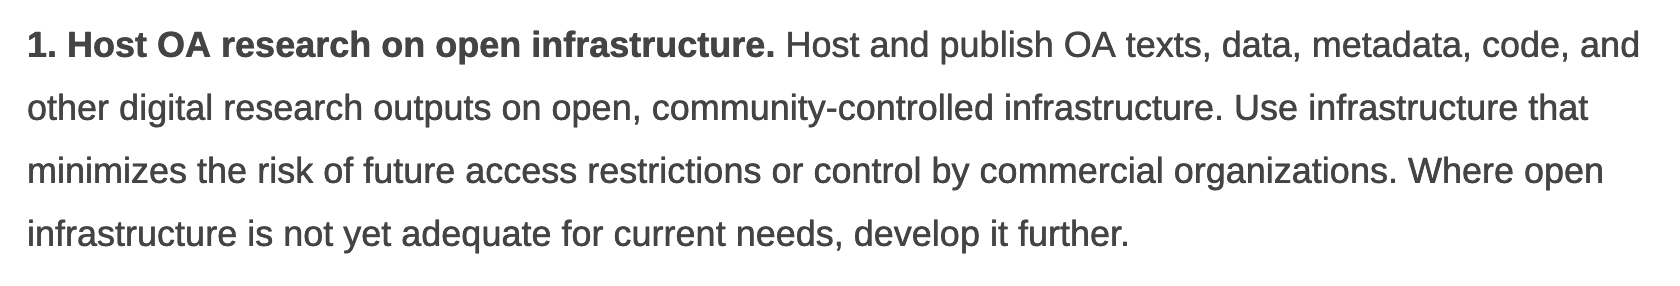 1. Host OA research on open infrastructure. Host and publish OA texts, data, metadata, code, and
other digital research outputs on open, community-controlled infrastructure. Use infrastructure that
minimizes the risk of future access restrictions or control by commercial organizations. Where open
infrastructure is not yet adequate for current needs, develop it further.